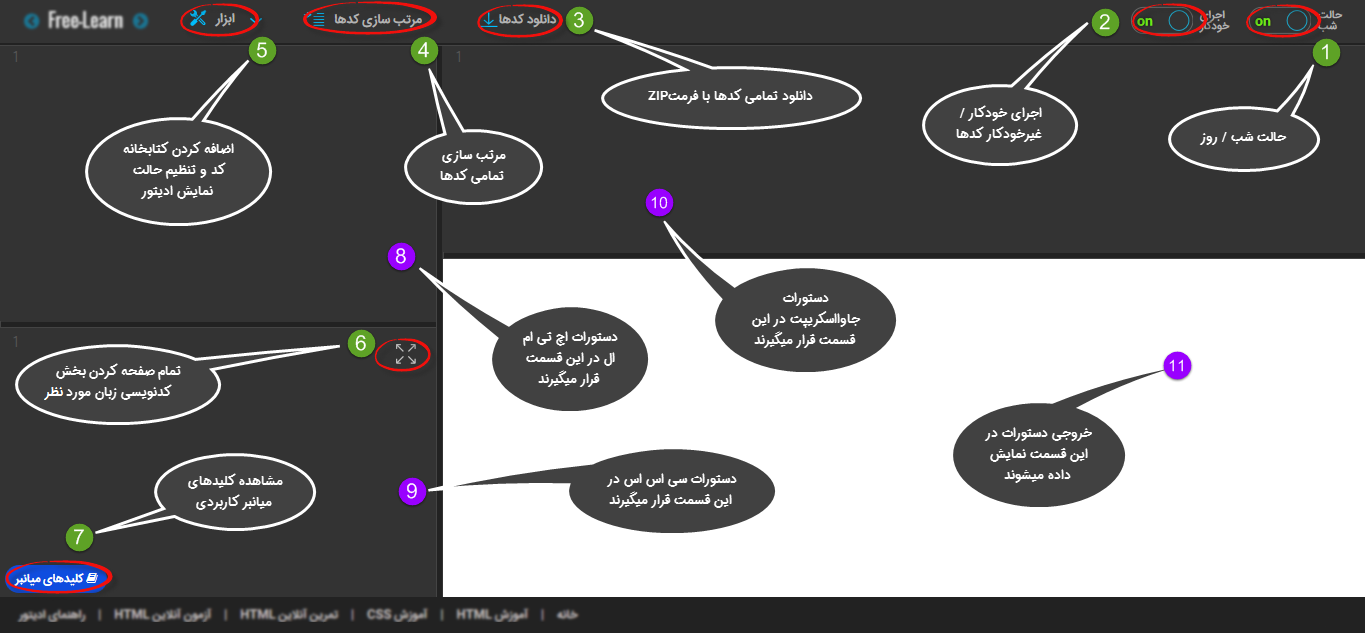 Free-Learn
ابزار
مرتب سازی کدها
دانلود کدها
3
2
on
اجرای
خودکار
on
حالت
شب
1
5
4
1
1
دانلود تمامی کدها با فرمتZIP
اجرای خودکار /
غیرخودکار کدها
حالت شب / روز
اضافه کردن کتابخانه
کد و تنظیم حالت
نمایش ادیتور
مرتب سازی
تمامی کدها
10
8
دستورات
جاوااسکریپت در این
قسمت قرار میگیرند
دستورات اچ تی ام
ال در این قسمت
قرار میگیرند
1
6
تمام صفحه کردن بخش
کدنویسی زبان مورد نظر
11
خروجی دستورات در
این قسمت نمایش
داده میشوند
مشاهده کلیدهای
میانبر کاربردی
9
دستورات سی اس اس در
این قسمت قرار میگیرند
7
کلیدهای میانبر
خانه | آموزش HTML | آموزش CSS | تمرین آنلاین HTML | آزمون آنلاین HTML | راهنمای ادیتور